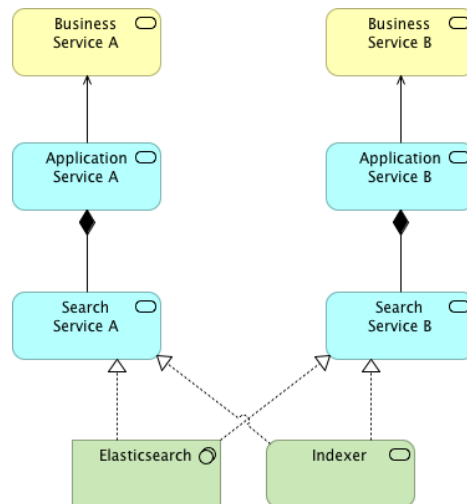 Business
Service A
Business
Service B
Application
Service A
Application
Service B
Search
Service A
Search
Service B
Elasticsearch
Indexer